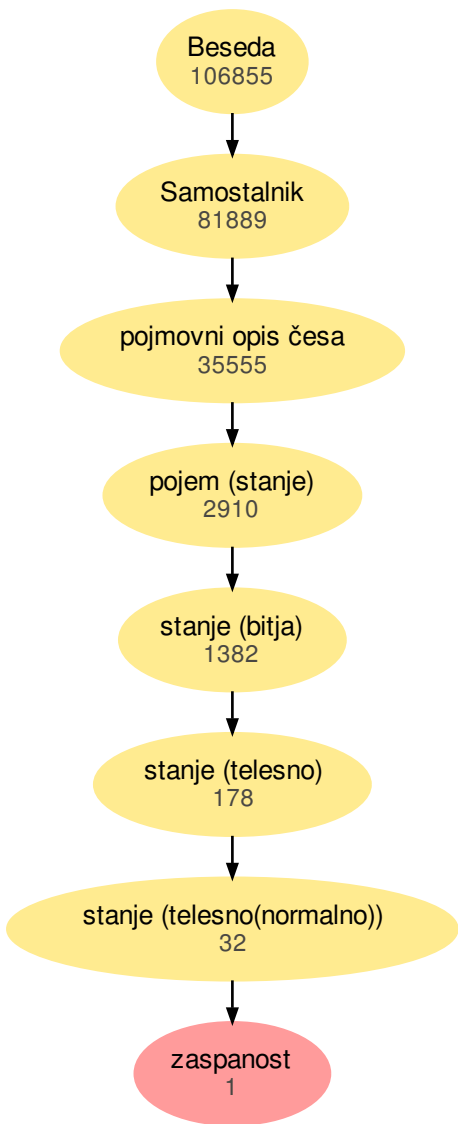 Beseda
106855
Samostalnik
81889
pojmovni opis česa
35555
pojem (stanje)
2910
stanje (bitja)
1382
stanje (telesno)
178
stanje (telesno(normalno))
32
zaspanost
1